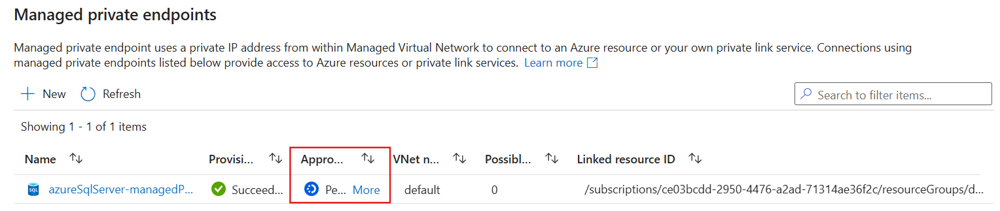 Managed private endpoints
Managed private endpoint uses a private IP address from within Managed Virtual Network to connect to an Azure resource or your own private link service. Connections using
managed private endpoints listed below provide access to Azure resources or private link services. Learn more
New Refresh Search to filter items...
Showing 1 - 1 of 1 items
Name Provisi... Appro... VNet n... Possibl... Linked resource ID
SQL azureSqlServer-managedP... Succeed... Pe... More default 0 /subscriptions/ce03bcdd-2950-4476-a2ad-71314ae36f2c/resourceGroups/d...